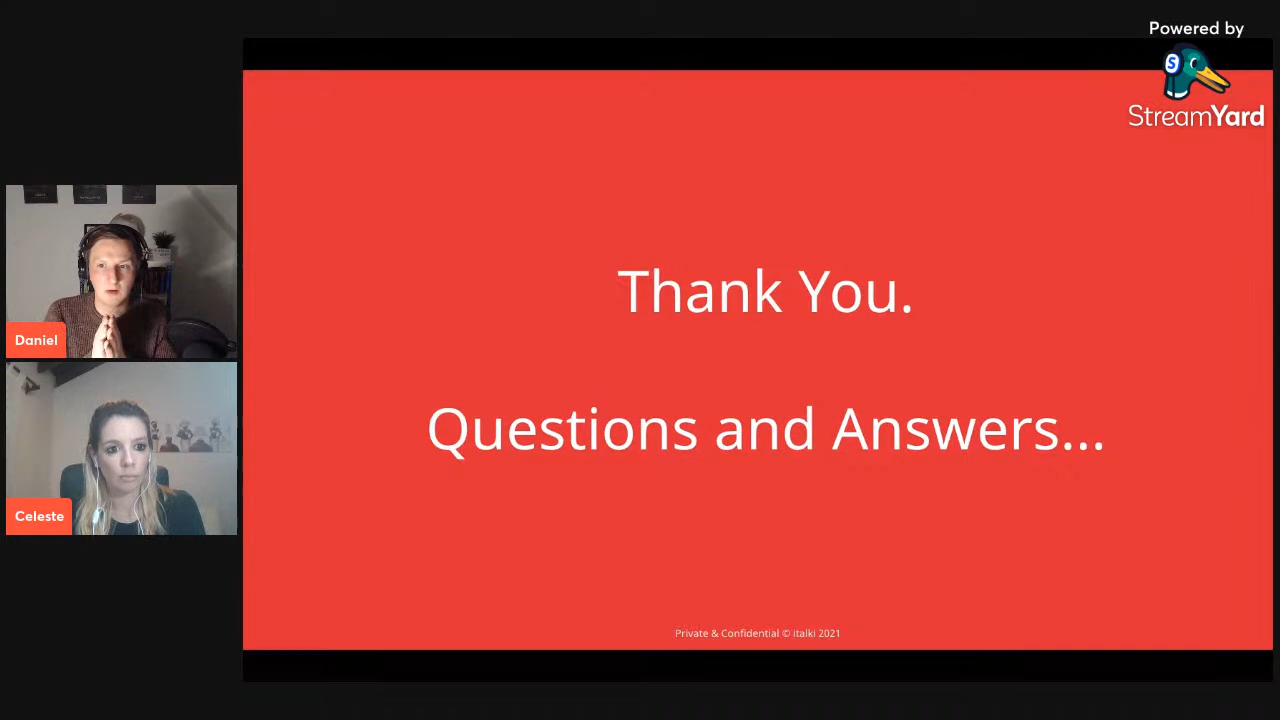 Powered by
StreamYard
Thank You.
Questions and Answers...
Daniel
Celeste
Private & Confidential © italki 2021